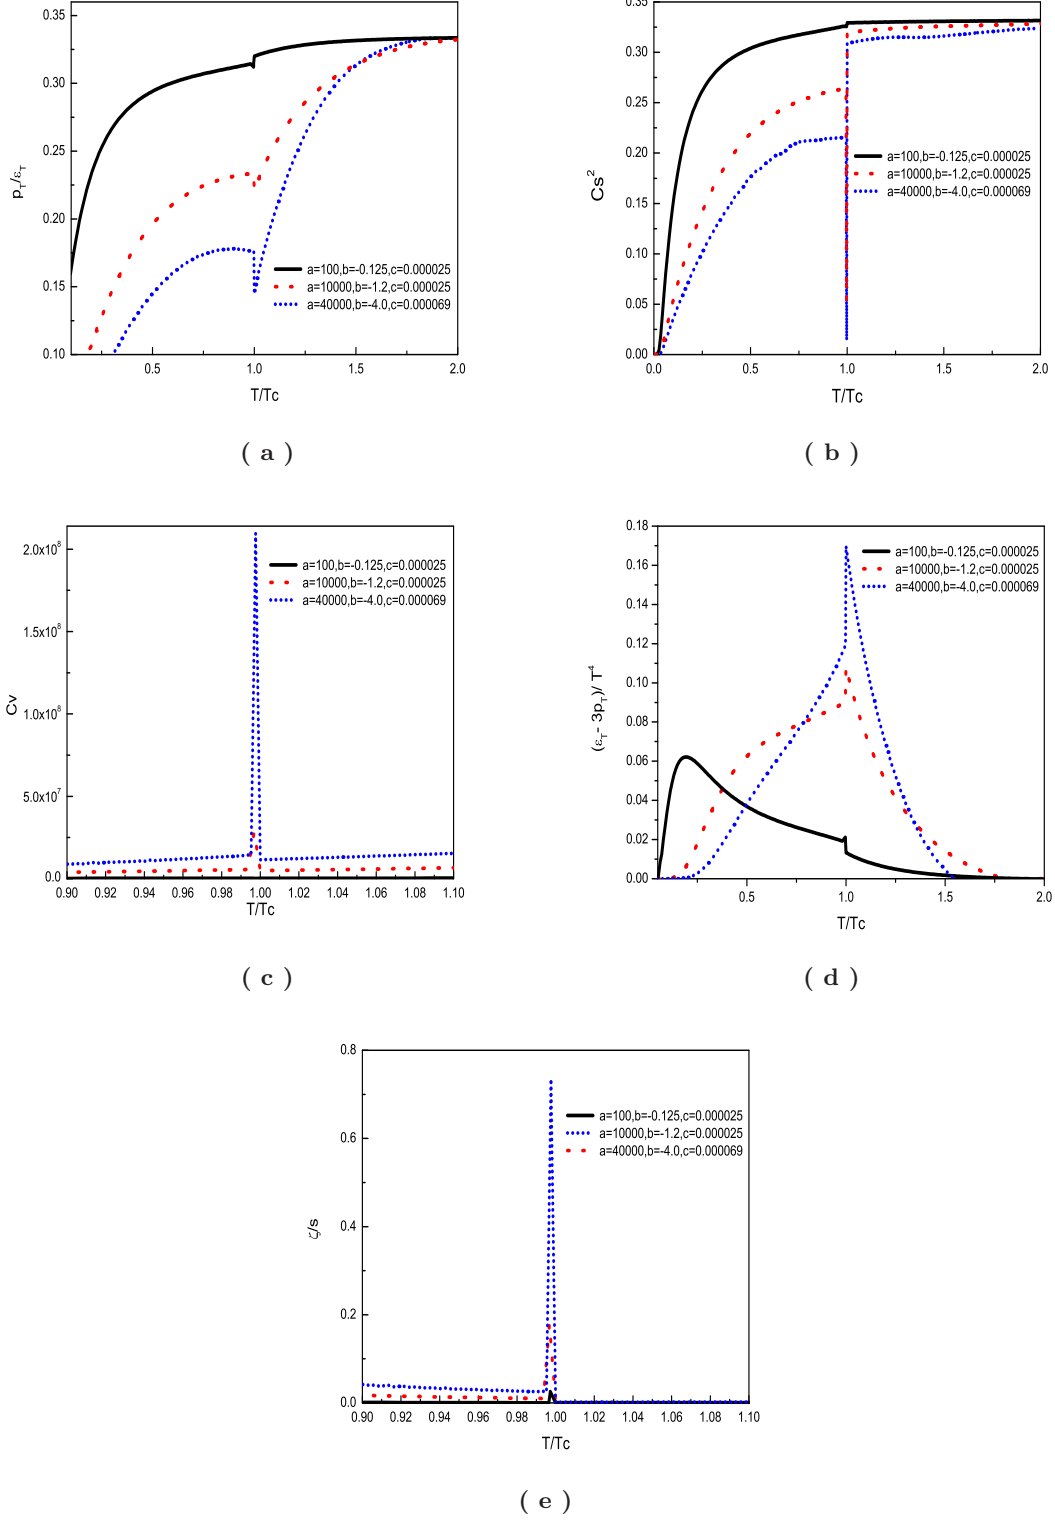 0.35
0.30
0.25
0.20
0.15
0.10
p_T/ε_T
0.5
1.0
1.5
2.0
T/Tc
a=100,b=-0.125,c=0.000025
a=10000,b=-1.2,c=0.000025
a=40000,b=-4.0,c=0.000069
( a )
0.35
0.30
0.25
0.20
0.15
0.10
0.05
0.00
Cs²
0.0
0.5
1.0
1.5
2.0
T/Tc
a=100,b=-0.125,c=0.000025
a=10000,b=-1.2,c=0.000025
a=40000,b=-4.0,c=0.000069
( b )
2.0x10⁸
1.5x10⁸
1.0x10⁸
5.0x10⁷
0.0
Cv
0.90
0.92
0.94
0.96
0.98
1.00
1.02
1.04
1.06
1.08
1.10
T/Tc
a=100,b=-0.125,c=0.000025
a=10000,b=-1.2,c=0.000025
a=40000,b=-4.0,c=0.000069
( c )
0.18
0.16
0.14
0.12
0.10
0.08
0.06
0.04
0.02
0.00
(ε_T- 3p_T)/ T⁴
0.5
1.0
1.5
2.0
T/Tc
a=100,b=-0.125,c=0.000025
a=10000,b=-1.2,c=0.000025
a=40000,b=-4.0,c=0.000069
( d )
0.8
0.6
0.4
0.2
0.0
ζ/s
0.90
0.92
0.94
0.96
0.98
1.00
1.02
1.04
1.06
1.08
1.10
T/Tc
a=100,b=-0.125,c=0.000025
a=10000,b=-1.2,c=0.000025
a=40000,b=-4.0,c=0.000069
( e )